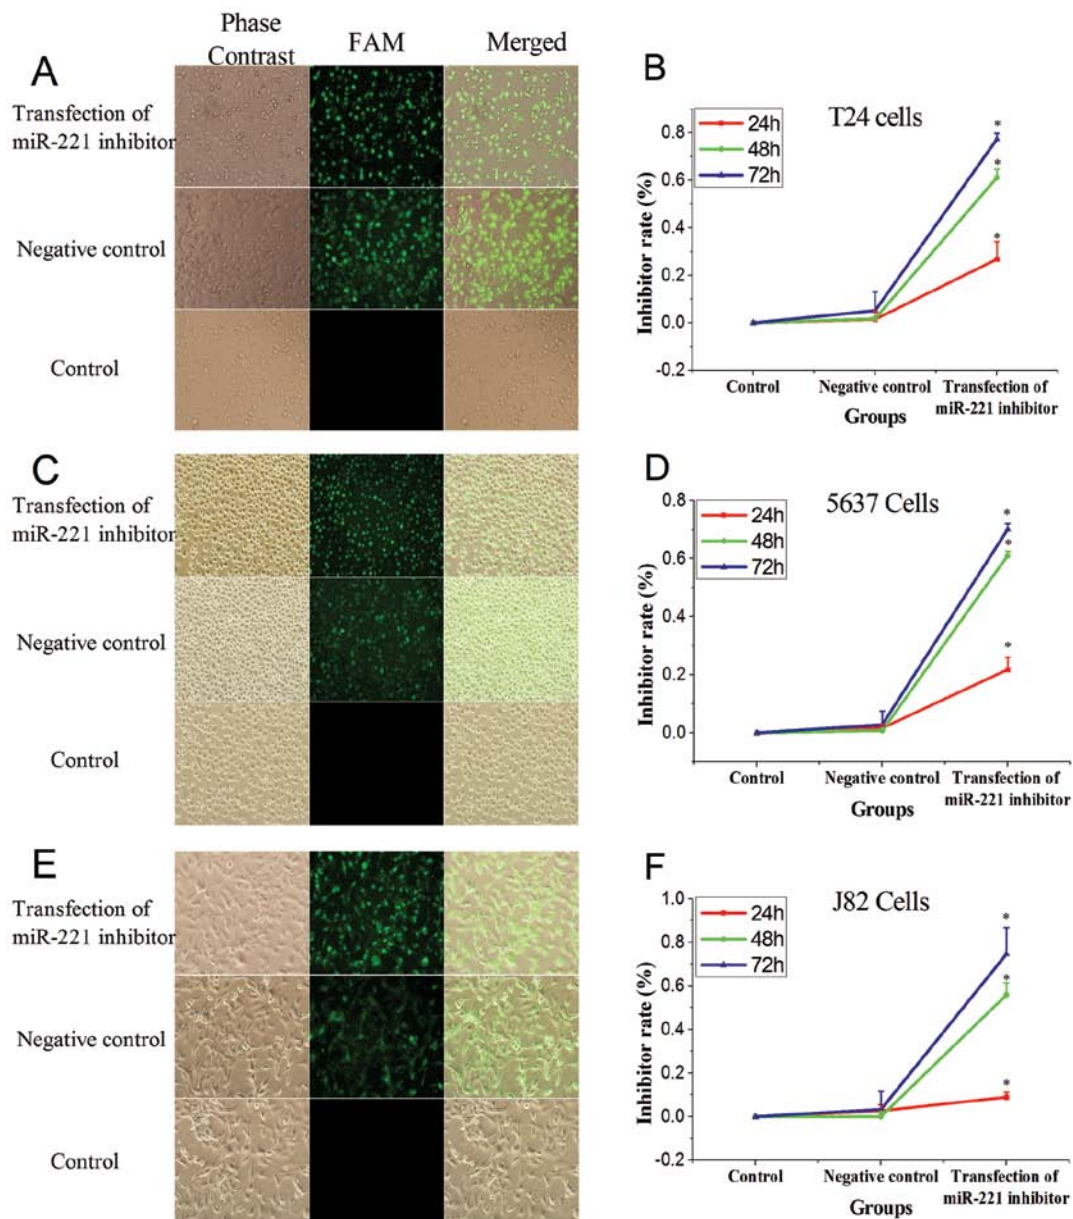 Phase
Contrast
FAM
Merged
A
Transfection of
miR-221 inhibitor
Negative control
Control
B
T24 cells
24h
48h
72h
*
*
*
Inhibitor rate (%)
0.8
0.6
0.4
0.2
0.0
-0.2
Control
Negative control
Transfection of
miR-221 inhibitor
Groups
C
Transfection of
miR-221 inhibitor
Negative control
Control
D
5637 Cells
24h
48h
72h
*
*
*
Inhibitor rate (%)
0.8
0.6
0.4
0.2
0.0
Control
Negative control
Transfection of
miR-221 inhibitor
Groups
E
Transfection of
miR-221 inhibitor
Negative control
Control
F
J82 Cells
24h
48h
72h
*
*
*
Inhibitor rate (%)
1.0
0.8
0.6
0.4
0.2
0.0
-0.2
Control
Negative control
Transfection of
miR-221 inhibitor
Groups